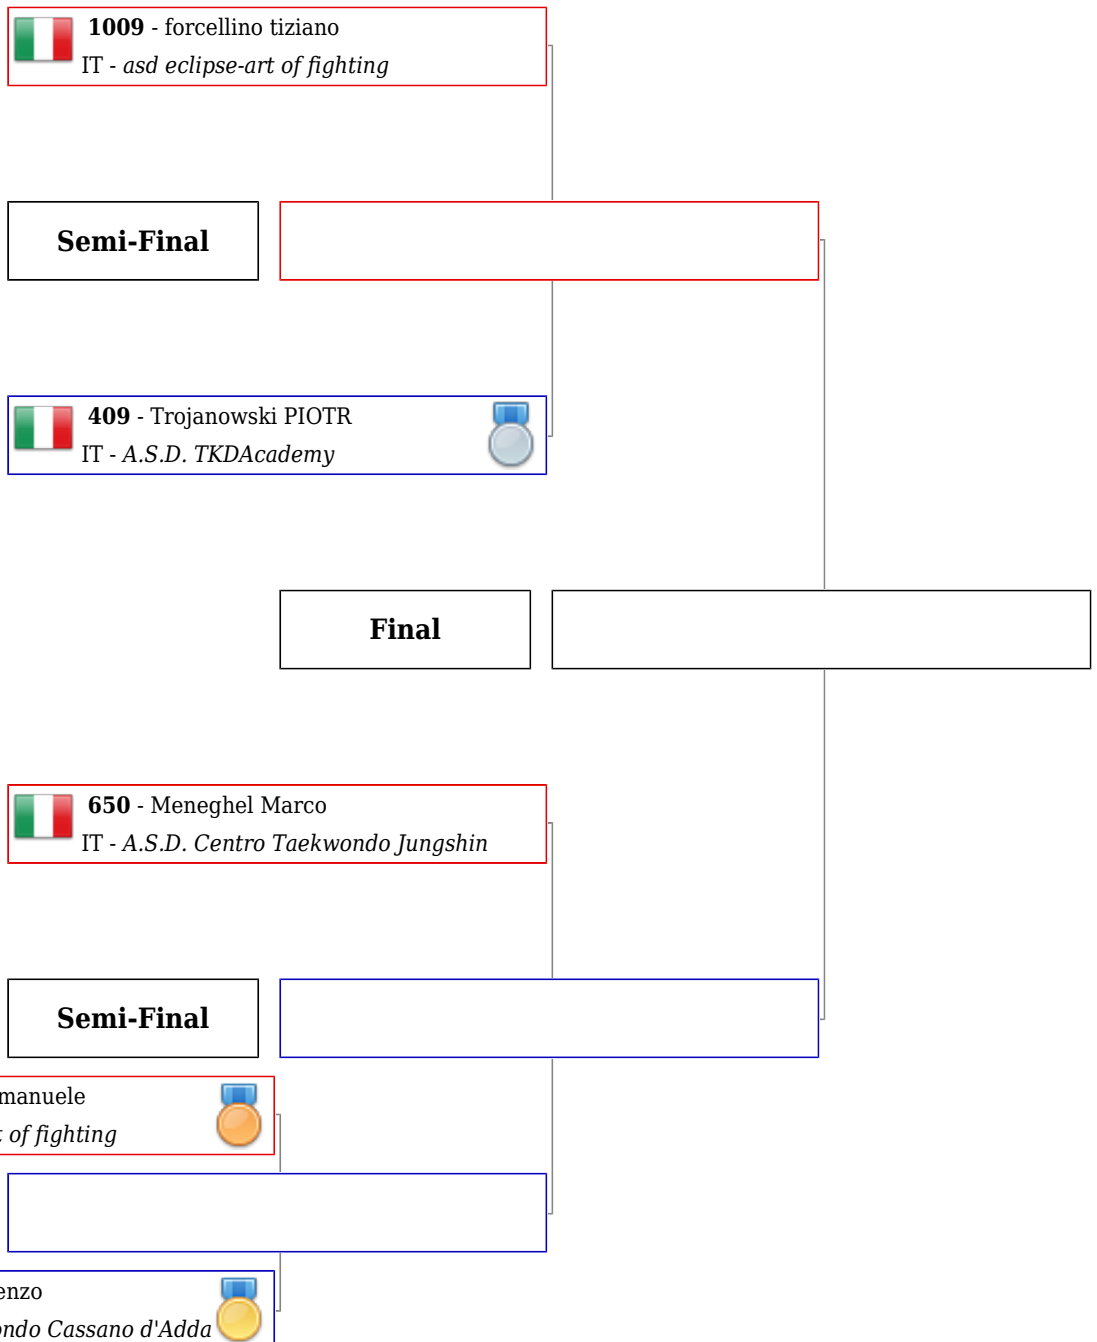 1009 - forcellino tiziano
IT - asd eclipse-art of fighting
Semi-Final
409 - Trojanowski PIOTR
IT - A.S.D. TKDAcademy
Final
650 - Meneghel Marco
IT - A.S.D. Centro Taekwondo Jungshin
Semi-Final
manuele
of fighting
enzo
ondo Cassano d'Adda